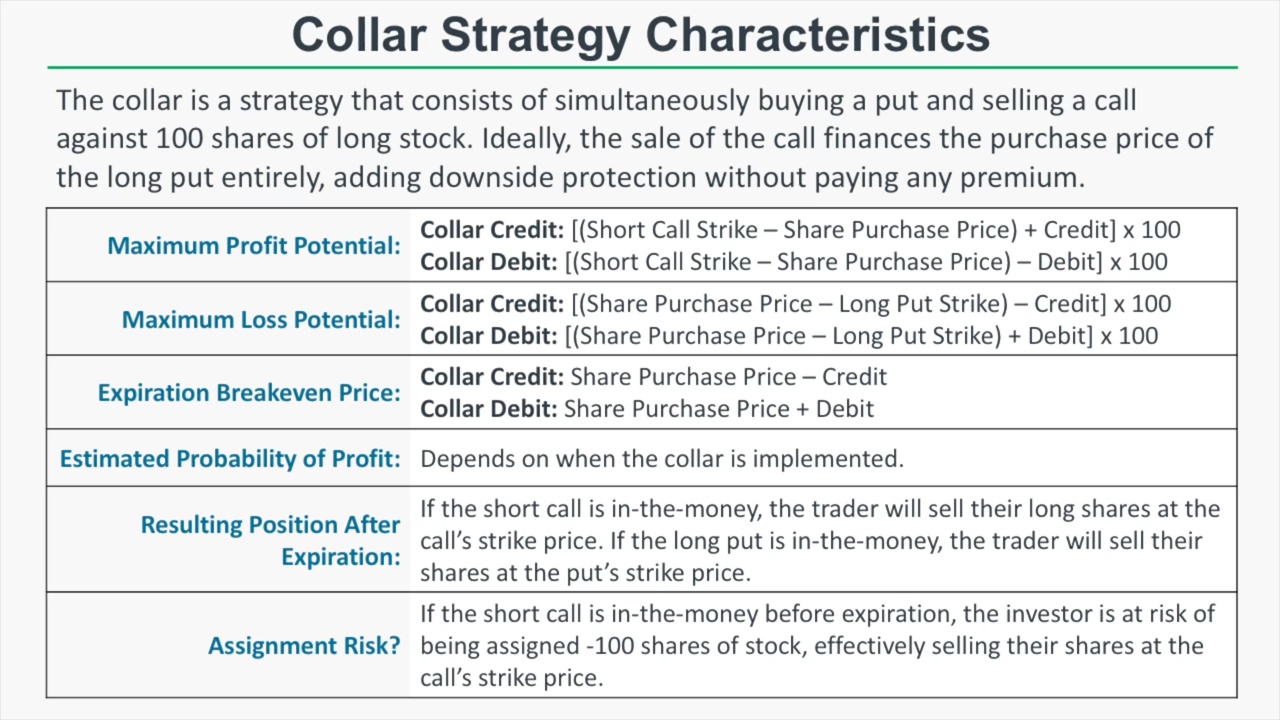 Collar Strategy Characteristics
The collar is a strategy that consists of simultaneously buying a put and selling a call
against 100 shares of long stock. Ideally, the sale of the call finances the purchase price of
the long put entirely, adding downside protection without paying any premium.
Maximum Profit Potential:
Collar Credit: [(Short Call Strike – Share Purchase Price) + Credit] x 100
Collar Debit: [(Short Call Strike – Share Purchase Price) – Debit] x 100
Maximum Loss Potential:
Collar Credit: [(Share Purchase Price – Long Put Strike) – Credit] x 100
Collar Debit: [(Share Purchase Price – Long Put Strike) + Debit] x 100
Expiration Breakeven Price:
Collar Credit: Share Purchase Price – Credit
Collar Debit: Share Purchase Price + Debit
Estimated Probability of Profit:
Depends on when the collar is implemented.
Resulting Position After
Expiration:
If the short call is in-the-money, the trader will sell their long shares at the
call’s strike price. If the long put is in-the-money, the trader will sell their
shares at the put’s strike price.
Assignment Risk?
If the short call is in-the-money before expiration, the investor is at risk of
being assigned -100 shares of stock, effectively selling their shares at the
call’s strike price.